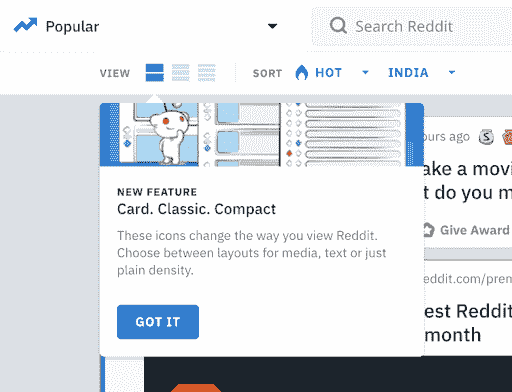 Popular
Search Reddit
VIEW
SORT
HOT
INDIA
ours ago
NEW FEATURE
Card. Classic. Compact
These icons change the way you view Reddit.
Choose between layouts for media, text or just
plain density.
GOT IT
ake a movi
t do you m
Give Award
eddit.com/prem
est Reddit
month